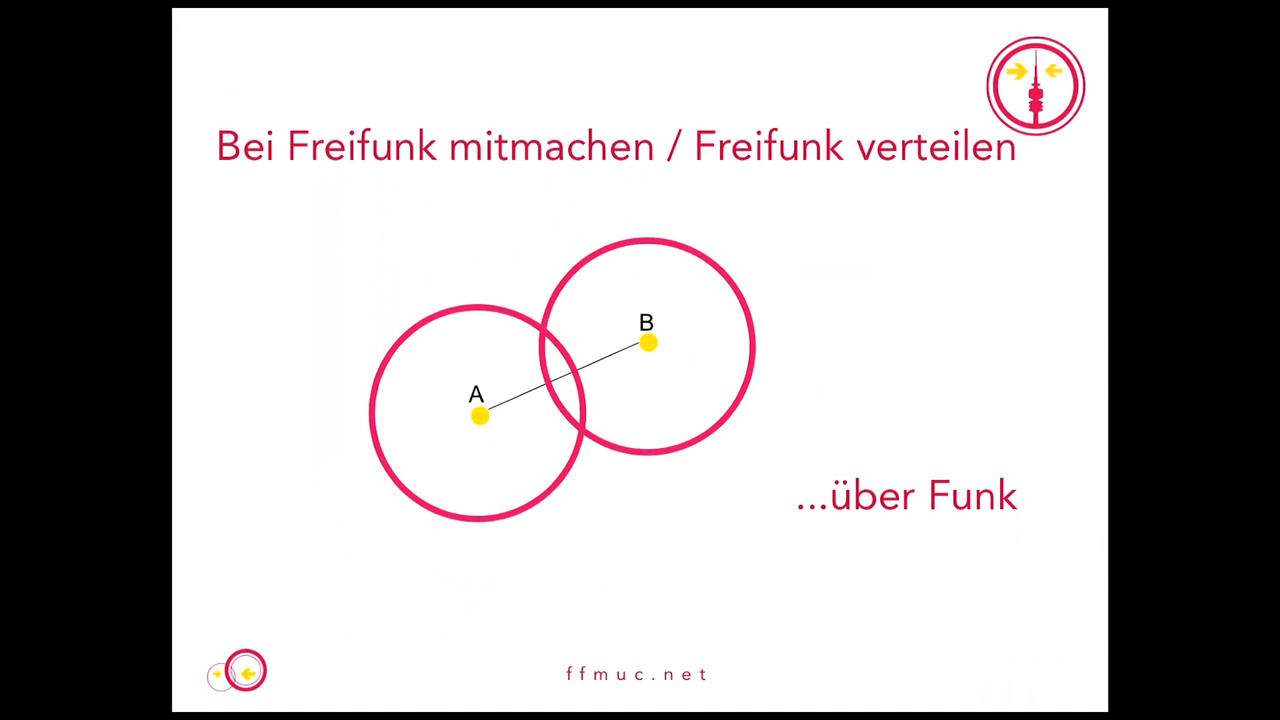 Bei Freifunk mitmachen / Freifunk verteilen
B
A
...über Funk
ffmuc.net